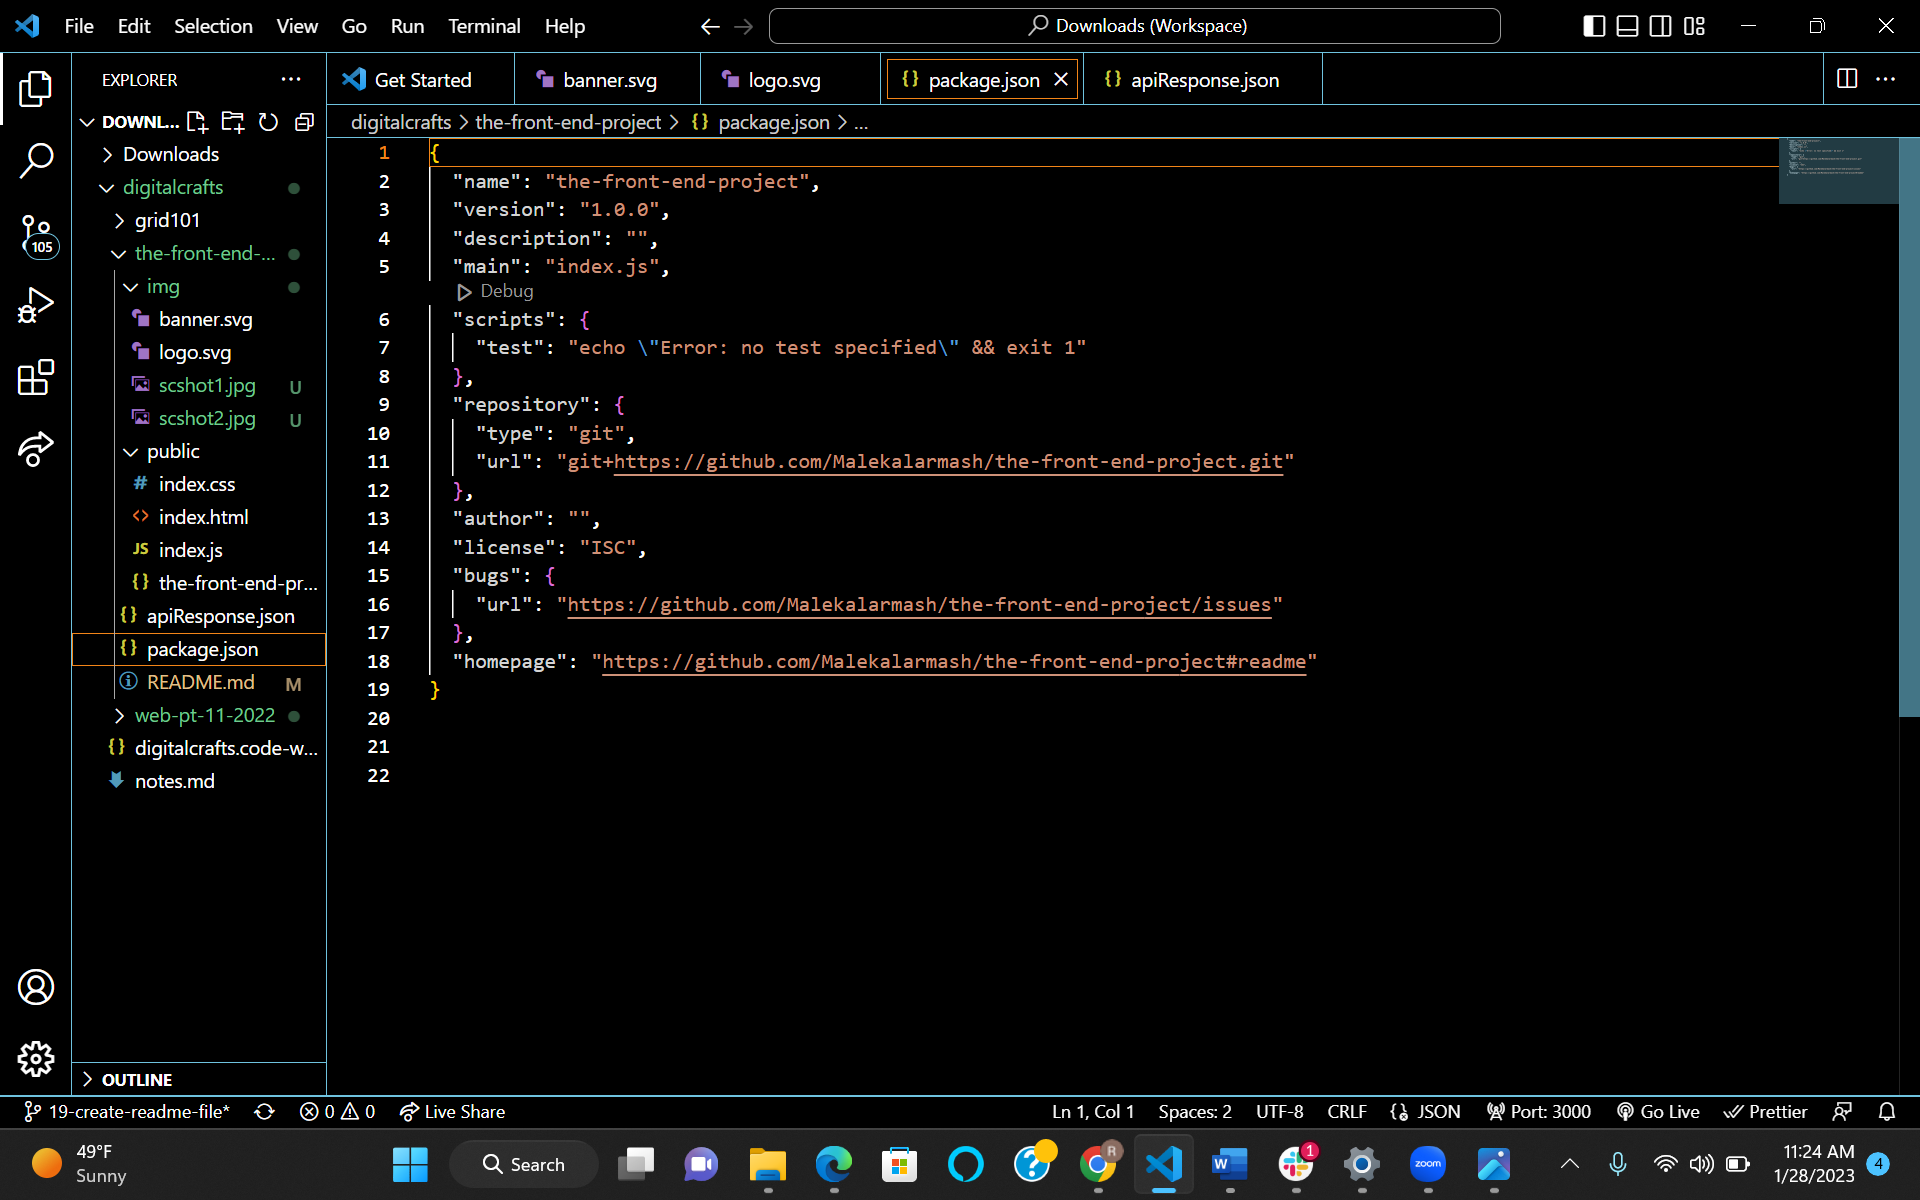 File Edit Selection View Go Run Terminal Help Downloads (Workspace)
EXPLORER
DOWNL...
Downloads
digitalcrafts
grid101
the-front-end-...
img
banner.svg
logo.svg
scshot1.jpg U
scshot2.jpg U
public
# index.css
<> index.html
JS index.js
{} the-front-end-pr...
{} apiResponse.json
{} package.json
README.md M
web-pt-11-2022
{} digitalcrafts.code-w...
notes.md
OUTLINE
105
Get Started banner.svg logo.svg {} package.json {} apiResponse.json
digitalcrafts > the-front-end-project > {} package.json > ...
1 {
2 "name": "the-front-end-project",
3 "version": "1.0.0",
4 "description": "",
5 "main": "index.js",
Debug
6 "scripts": {
7 "test": "echo \"Error: no test specified\" && exit 1"
8 },
9 "repository": {
10 "type": "git",
11 "url": "git+https://github.com/Malekalarmash/the-front-end-project.git"
12 },
13 "author": "",
14 "license": "ISC",
15 "bugs": {
16 "url": "https://github.com/Malekalarmash/the-front-end-project/issues"
17 },
18 "homepage": "https://github.com/Malekalarmash/the-front-end-project#readme"
19 }
20
21
22
19-create-readme-file* 0 0 Live Share Ln 1, Col 1 Spaces: 2 UTF-8 CRLF JSON Port: 3000 Go Live Prettier
49°F
Sunny
Search
R
W
1
zoom
11:24 AM
1/28/2023
4